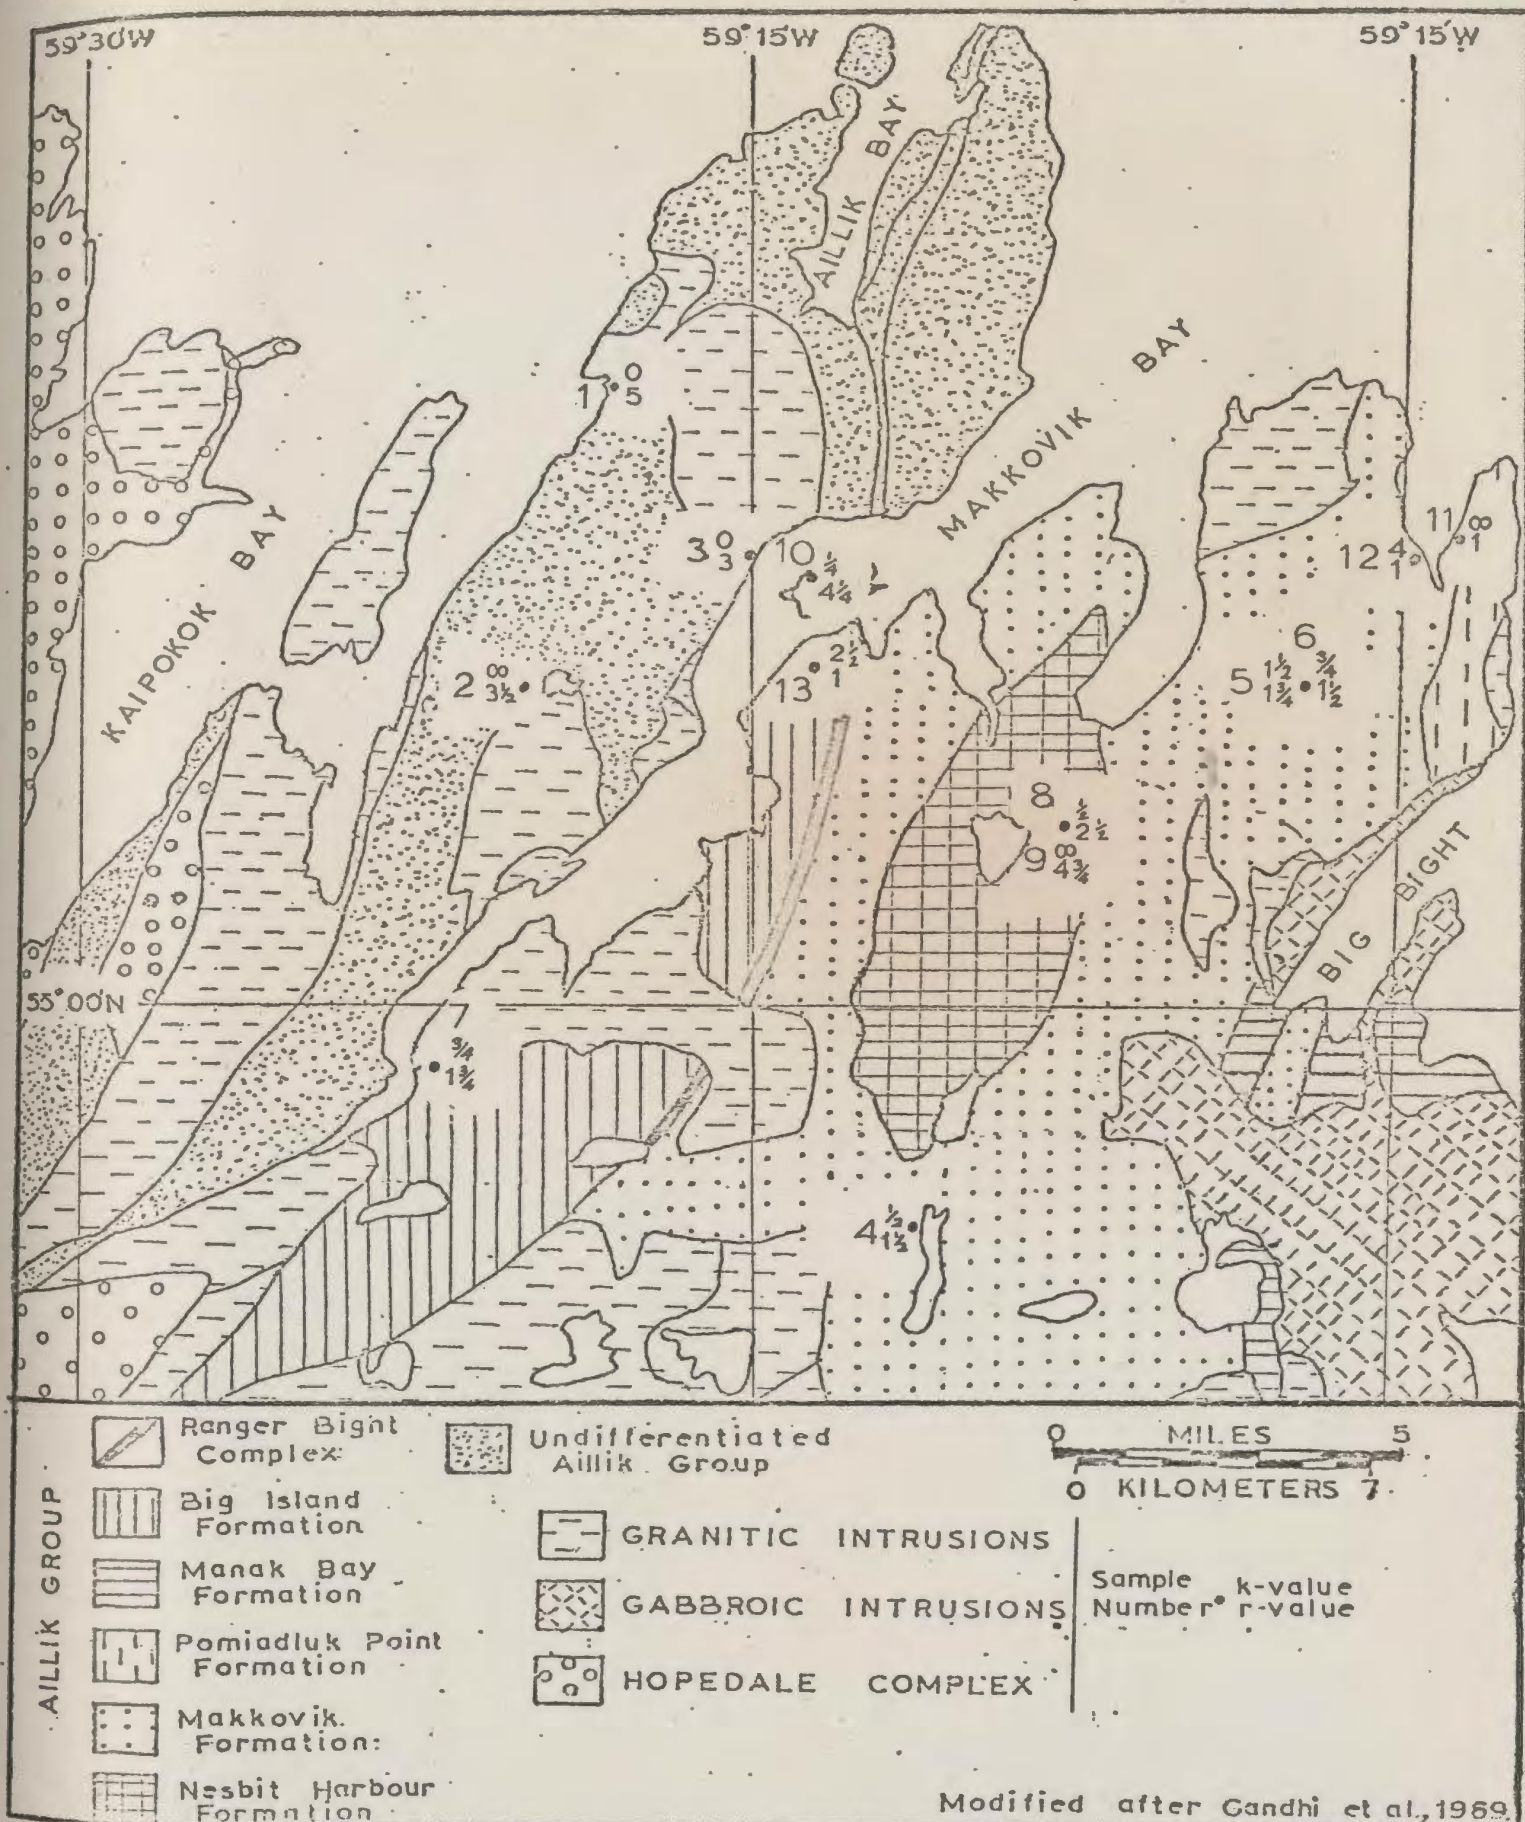 59°30'W
59°15'W
59°15'W
AILLIK BAY
MAKKOVIK BAY
KAIPOKOK BAY
BIG BIGHT
1 0 5
2 ∞ 3½
3 0 3
10 ¼ 4¼
11 ∞ 1
12 4 1
13 2½ 1
6 ¾ 1½
5 1½ 1¾
8 ½ 2½
9 ∞ 4¾
55°00'N
7 ¾ 1¾
4 ½ 1½
AILLIK GROUP
Ranger Bight
Complex
Big Island
Formation
Manak Bay
Formation
Pomiadluk Point
Formation
Makkovik
Formation:
Nesbit Harbour
Formation
Undifferentiated
Aillik Group
GRANITIC INTRUSIONS
GABBROIC INTRUSIONS
HOPEDALE COMPLEX
0 MILES 5
0 KILOMETERS 7
Sample k-value
Number r-value
Modified after Gandhi et al., 1969.